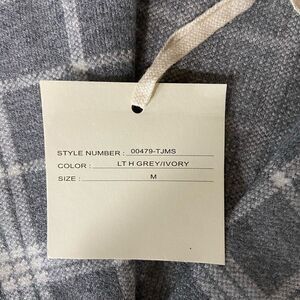 STYLE NUMBER : 00479-TJMS
COLOR : LT H GREY/IVORY
SIZE : M